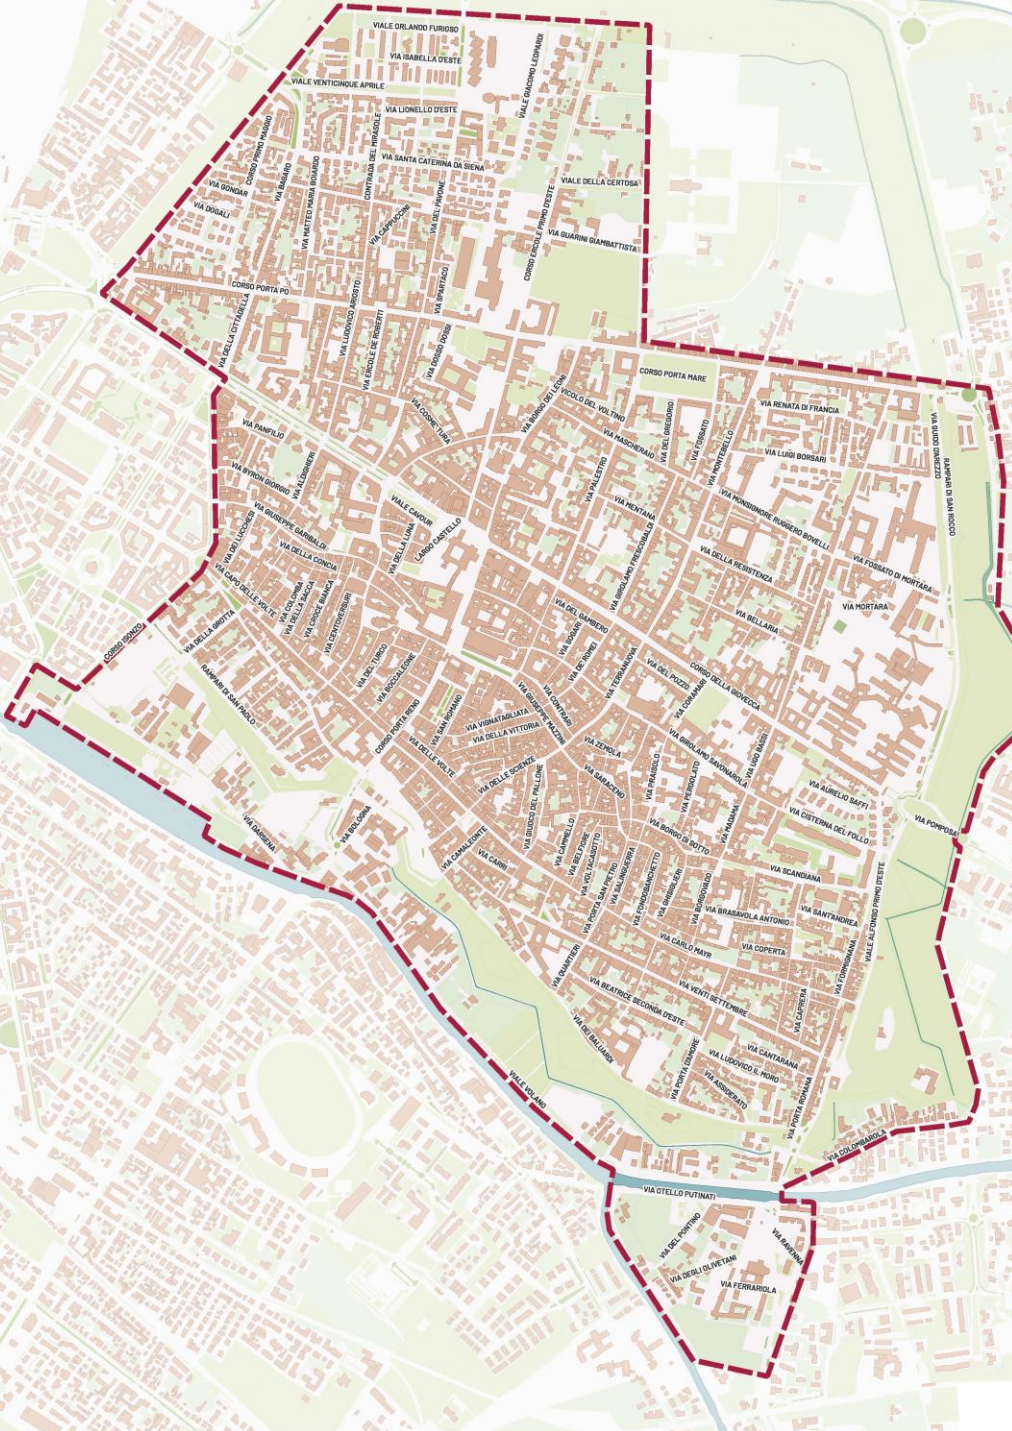 VIALE ORLANDO FURIOSO
VIA ISABELLA D'ESTE
VIALE GIACOMO LEOPARDI
VIALE VENTICINQUE APRILE
VIA LIONELLO D'ESTE
CORSO PRIMO MAGGIO
CONTRADA DEL MIRASOLE
VIA SANTA CATERINA DA SIENA
VIA BAGARO
VIA MATTEO MARIA BOIARDO
VIA GONDAR
VIALE DELLA CERTOSA
VIA DOGALI
VIA CAPPUCCINI
VIA DEL PAVONE
CORSO ERCOLE PRIMO D'ESTE
VIA GUARINI GIAMBATTISTA
CORSO PORTA PO
VIA SPARTACO
VIA DELLA CITTADELLA
VIA LUDOVICO ARIOSTO
VIA ERCOLE DE ROBERTI
VIA DOSSO DOSSI
CORSO PORTA MARE
VIA BORGO DEI LEONI
VICOLO DEL VOLTINO
VIA COSME' TURA
VIA RENATA DI FRANCIA
VIA PANFILIO
VIA MASCHERAIO
VIA DEL GREGORIO
VIA FOSSATO
VIA MONTEBELLO
VIA LUIGI BORSARI
VIA GUIDO D'AREZZO
RAMPARI DI SAN ROCCO
VIA BYRON GIORGIO
VIA ALDIGHIERI
VIA PALESTRO
VIA MENTANA
VIA MONSIGNORE RUGGERO BOVELLI
VIALE CAVOUR
VIA GIUSEPPE GARIBALDI
VIA DEI LUCCHESI
VIA DELLA LUNA
LARGO CASTELLO
VIA DELLA CONCIA
VIA GIROLAMO FRESCOBALDI
VIA DELLA RESISTENZA
VIA FOSSATO DI MORTARA
VIA CAPO DELLE VOLTE
VIA COLOMBA
VIA DELLA SACCA
VIA CROCE BIANCA
VIA CENTOVERSURI
VIA DEL GAMBERO
VIA BELLARIA
VIA MORTARA
CORSO ISONZO
VIA DELLA GROTTA
VIA SOGARI
VIA DE' ROMEI
VIA TERRANUOVA
VIA DEL POZZO
CORSO DELLA GIOVECCA
VIA CORAMARI
RAMPARI DI SAN PAOLO
VIA DEL TURCO
VIA BOCCALEONE
CORSO PORTA RENO
VIA SAN ROMANO
VIA VIGNATAGLIATA
VIA DELLA VITTORIA
VIA GIUSEPPE MAZZINI
VIA CONTRARI
VIA DELLE VOLTE
VIA ZEMOLA
VIA GIROLAMO SAVONAROLA
VIA UGO BASSI
VIA DELLE SCIENZE
VIA SARACENO
VIA PRAISOLO
VIA PERGOLATO
VIA AURELIO SAFFI
VIA CISTERNA DEL FOLLO
VIA POMPOSA
VIA DARSENA
VIA BOLOGNA
VIA CAMALEONTE
VIA CARRI
VIA GIUOCO DEL PALLONE
VIA CAMMELLO
VIA BELFIORE
VIA VOLTACASOTTO
VIA PORTA SAN PIETRO
VIA SALINGUERRA
VIA FONDOBANCHETTO
VIA GHISIGLIERI
VIA BORGO DI SOTTO
VIA MADAMA
VIA BORGOVADO
VIA SCANDIANA
VIA BRASAVOLA ANTONIO
VIA SANT'ANDREA
VIALE ALFONSO PRIMO D'ESTE
VIA QUARTIERI
VIA CARLO MAYR
VIA COPERTA
VIA FORMIGNANA
VIA BEATRICE SECONDA D'ESTE
VIA VENTI SETTEMBRE
VIA CAPRERA
VIA DEI BALUARDI
VIA PORTA D'AMORE
VIA CANTARANA
VIA LUDOVICO IL MORO
VIA ASSIDERATO
VIALE VOLANO
VIA PORTA ROMANA
VIA COLOMBAROLA
VIA OTELLO PUTINATI
VIA DEL PONTINO
VIA RAVENNA
VIA DEGLI OLIVETANI
VIA FERRARIOLA